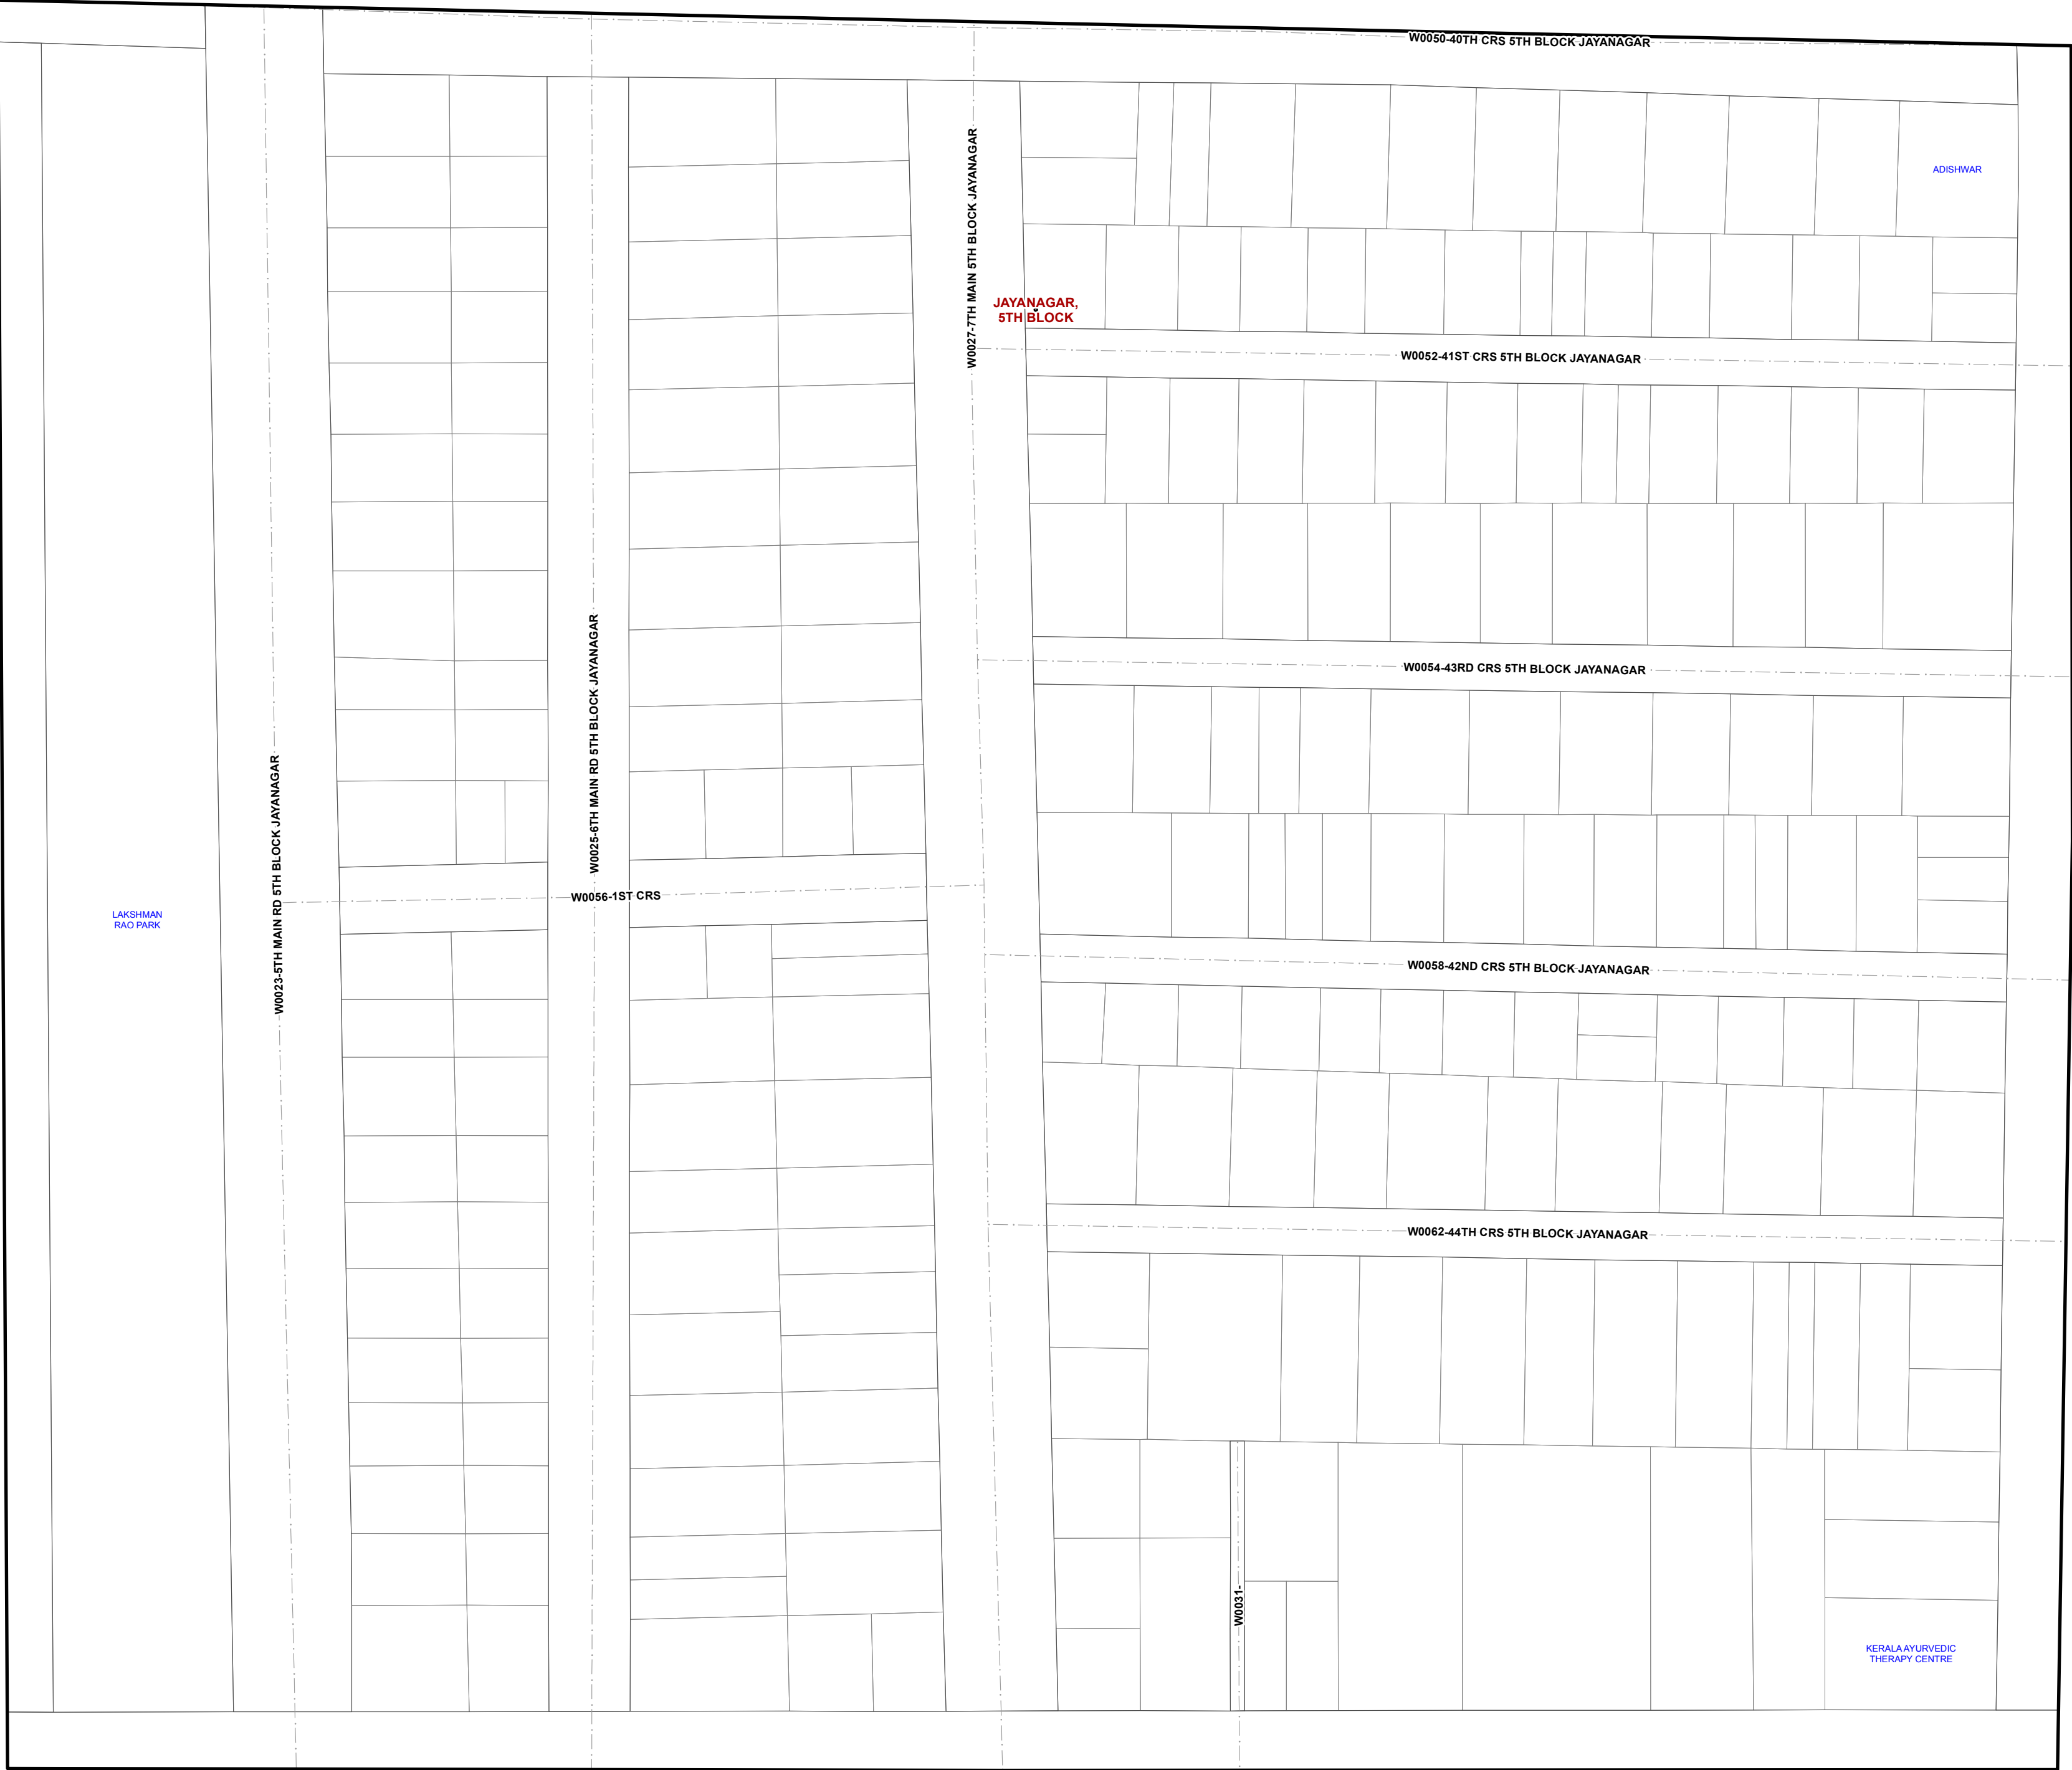 W0050-40TH CRS 5TH BLOCK JAYANAGAR
ADISHWAR
W0027-7TH MAIN 5TH BLOCK JAYANAGAR
JAYANAGAR,
5TH BLOCK
W0052-41ST CRS 5TH BLOCK JAYANAGAR
W0054-43RD CRS 5TH BLOCK JAYANAGAR
W0025-6TH MAIN RD 5TH BLOCK JAYANAGAR
W0023-5TH MAIN RD 5TH BLOCK JAYANAGAR
W0056-1ST CRS
LAKSHMAN
RAO PARK
W0058-42ND CRS 5TH BLOCK JAYANAGAR
W0062-44TH CRS 5TH BLOCK JAYANAGAR
W0031-
KERALA AYURVEDIC
THERAPY CENTRE